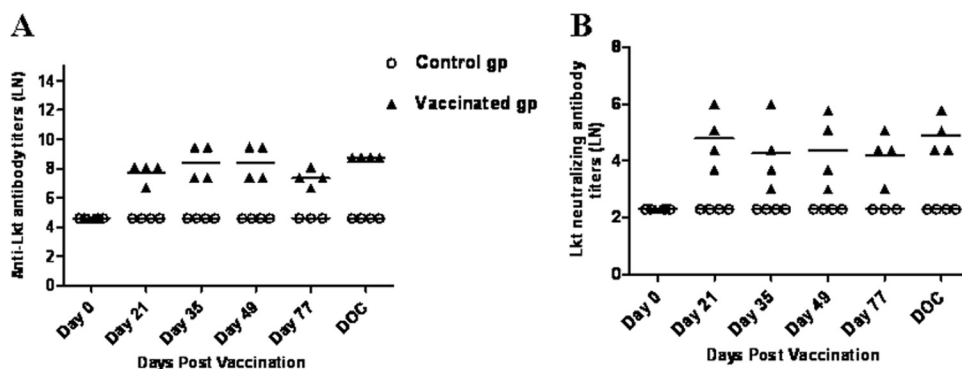 A
Anti-Lkt antibody titers (LN)
14
12
10
8
6
4
2
0
Day 0
Day 21
Day 35
Day 49
Day 77
DOC
Days Post Vaccination
Control gp
Vaccinated gp
B
Lkt neutralizing antibody
titers (LN)
8
6
4
2
0
Day 0
Day 21
Day 35
Day 49
Day 77
DOC
Days Post Vaccination